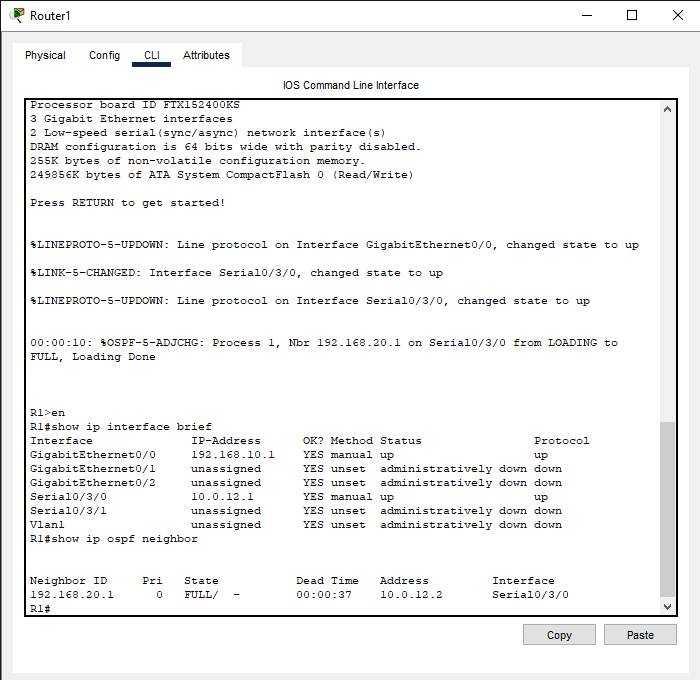 Router1
Physical Config CLI Attributes
IOS Command Line Interface
Processor board ID FTX152400KS
3 Gigabit Ethernet interfaces
2 Low-speed serial(sync/async) network interface(s)
DRAM configuration is 64 bits wide with parity disabled.
255K bytes of non-volatile configuration memory.
249856K bytes of ATA System CompactFlash 0 (Read/Write)
Press RETURN to get started!
%LINEPROTO-5-UPDOWN: Line protocol on Interface GigabitEthernet0/0, changed state to up
%LINK-5-CHANGED: Interface Serial0/3/0, changed state to up
%LINEPROTO-5-UPDOWN: Line protocol on Interface Serial0/3/0, changed state to up
00:00:10: %OSPF-5-ADJCHG: Process 1, Nbr 192.168.20.1 on Serial0/3/0 from LOADING to
FULL, Loading Done
R1>en
R1#show ip interface brief
Interface IP-Address OK? Method Status Protocol
GigabitEthernet0/0 192.168.10.1 YES manual up up
GigabitEthernet0/1 unassigned YES unset administratively down down
GigabitEthernet0/2 unassigned YES unset administratively down down
Serial0/3/0 10.0.12.1 YES manual up up
Serial0/3/1 unassigned YES unset administratively down down
Vlan1 unassigned YES unset administratively down down
R1#show ip ospf neighbor
Neighbor ID Pri State Dead Time Address Interface
192.168.20.1 0 FULL/ - 00:00:37 10.0.12.2 Serial0/3/0
R1#
Copy Paste